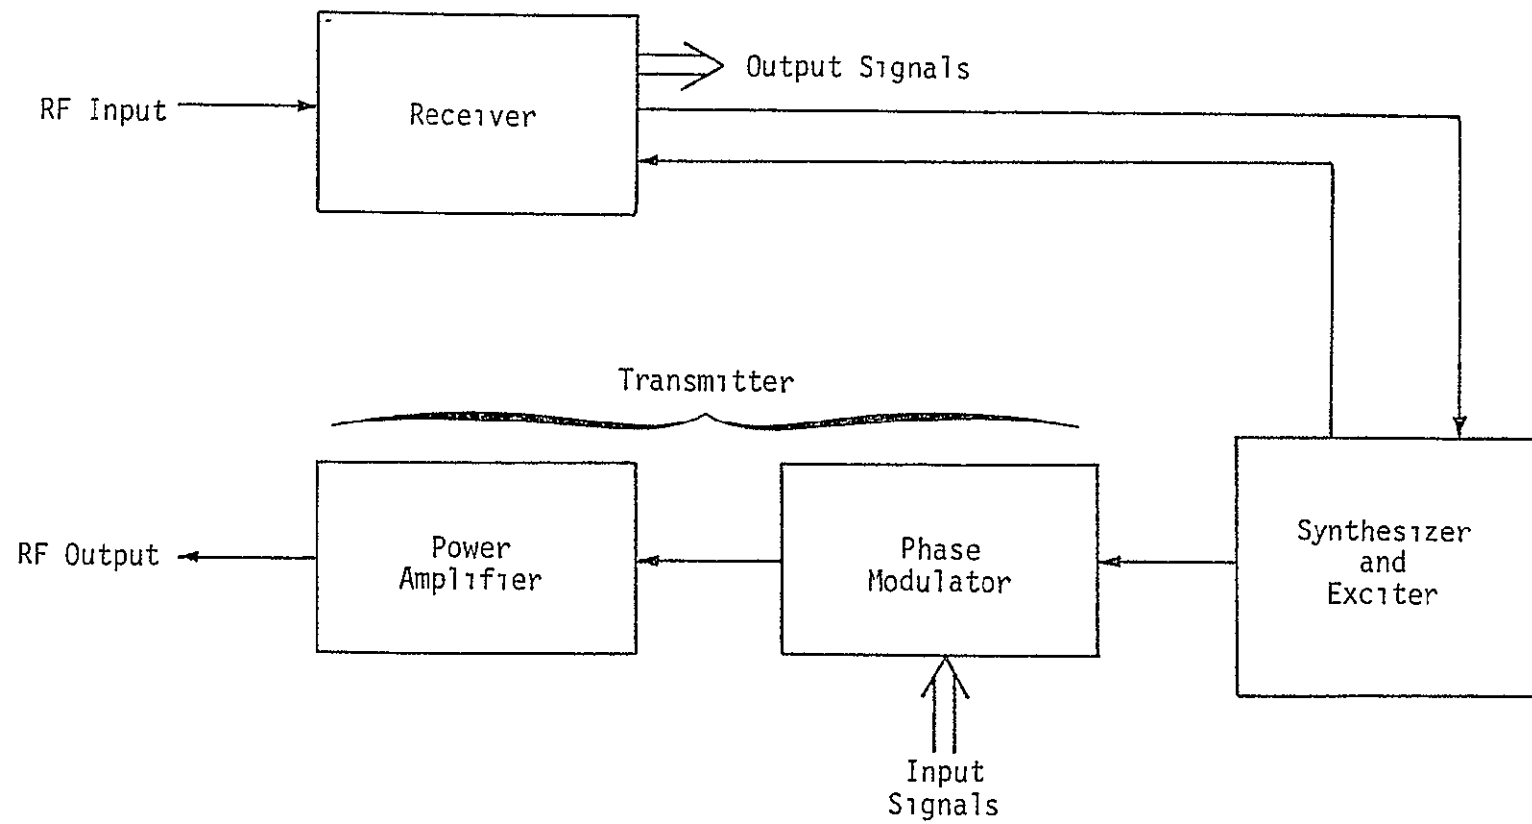 Output Signals
RF Input
Receiver
Transmitter
RF Output
Power
Amplifier
Phase
Modulator
Synthesizer
and
Exciter
Input
Signals